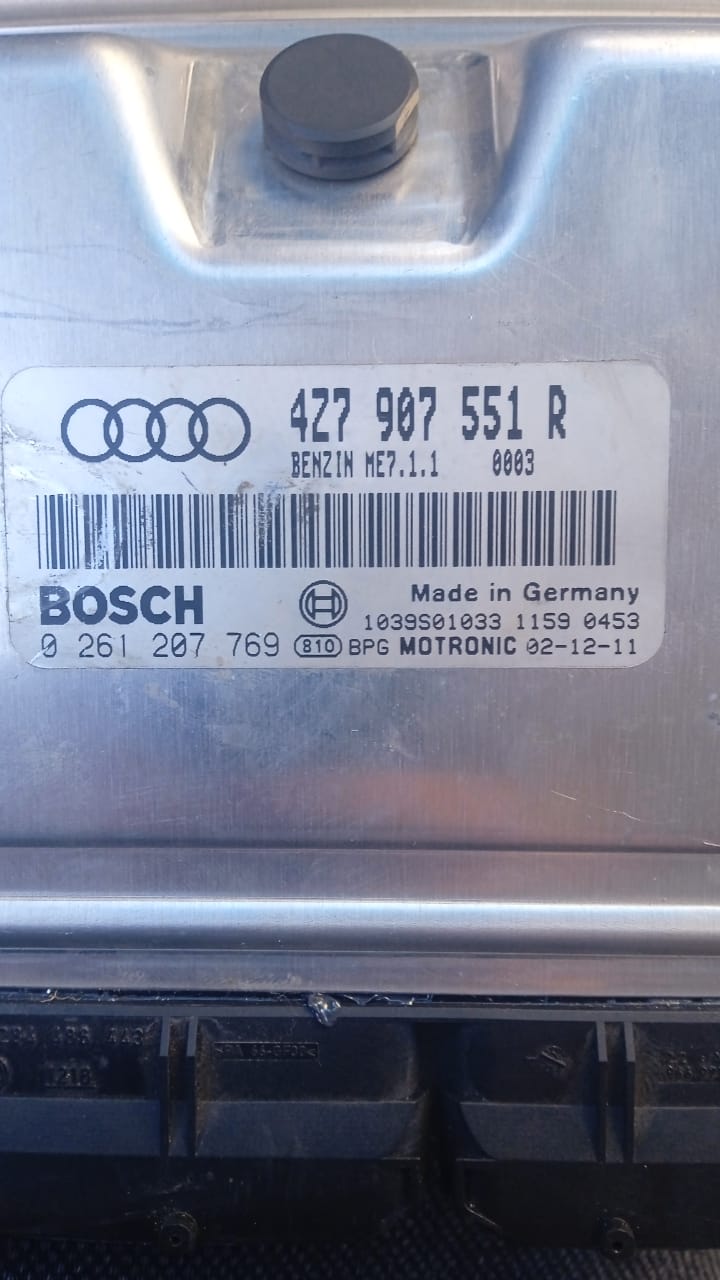 4Z7 907 551 R
BENZIN ME7.1.1 0003
BOSCH
Made in Germany
1039S01033 1159 0453
0 261 207 769 810 BPG MOTRONIC 02-12-11
1218